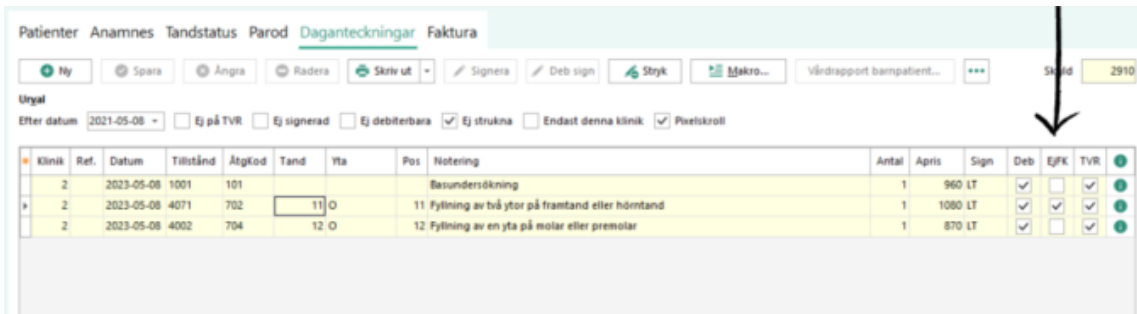 Patienter Anamnes Tandstatus Parod Daganteckningar Faktura
Ny Spara Ångra Radera Skriv ut Signera Deb sign Stryk Makro... Vårdrapport barnpatient... Skuld 2910
Urval
Efter datum 2021-05-08 Ej på TVR Ej signerad Ej debiterbara Ej strukna Endast denna klinik Pixelskroll
Klinik Ref. Datum Tillstånd ÅtgKod Tand Yta Pos Notering Antal Apris Sign Deb EjFK TVR
2 2023-05-08 1001 101 Basundersökning 1 960 LT
2 2023-05-08 4071 702 11 O 11 Fyllning av två ytor på framtand eller hörntand 1 1080 LT
2 2023-05-08 4002 704 12 O 12 Fyllning av en yta på molar eller premolar 1 870 LT